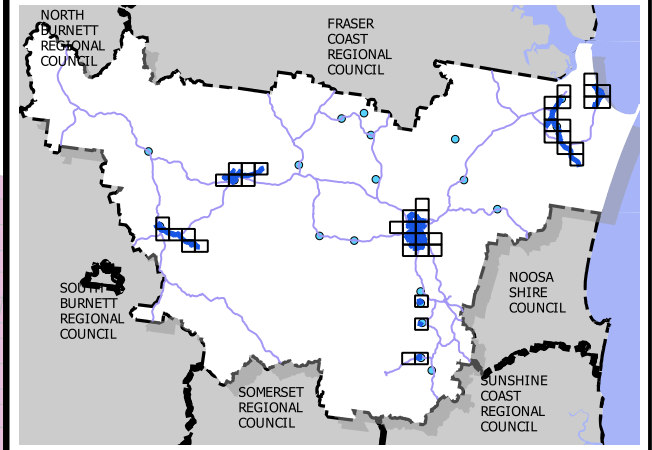 NORTH
BURNETT
REGIONAL
COUNCIL
FRASER
COAST
REGIONAL
COUNCIL
SOUTH
BURNETT
REGIONAL
COUNCIL
NOOSA
SHIRE
COUNCIL
SOMERSET
REGIONAL
COUNCIL
SUNSHINE
COAST
REGIONAL
COUNCIL